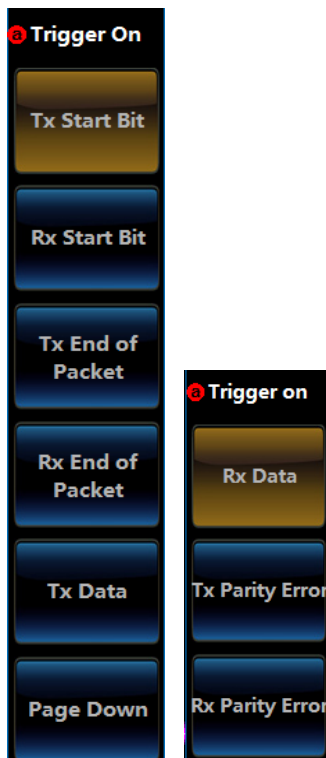 a Trigger On
Tx Start Bit
Rx Start Bit
Tx End of
Packet
Rx End of
Packet
Tx Data
Page Down
a Trigger on
Rx Data
Tx Parity Error
Rx Parity Error